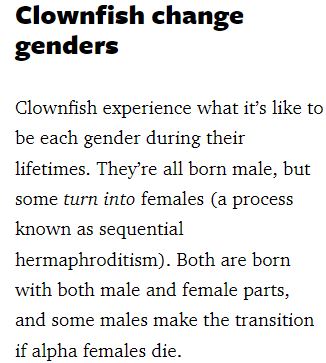 Clownfish change
genders
Clownfish experience what it’s like to
be each gender during their
lifetimes. They’re all born male, but
some turn into females (a process
known as sequential
hermaphroditism). Both are born
with both male and female parts,
and some males make the transition
if alpha females die.